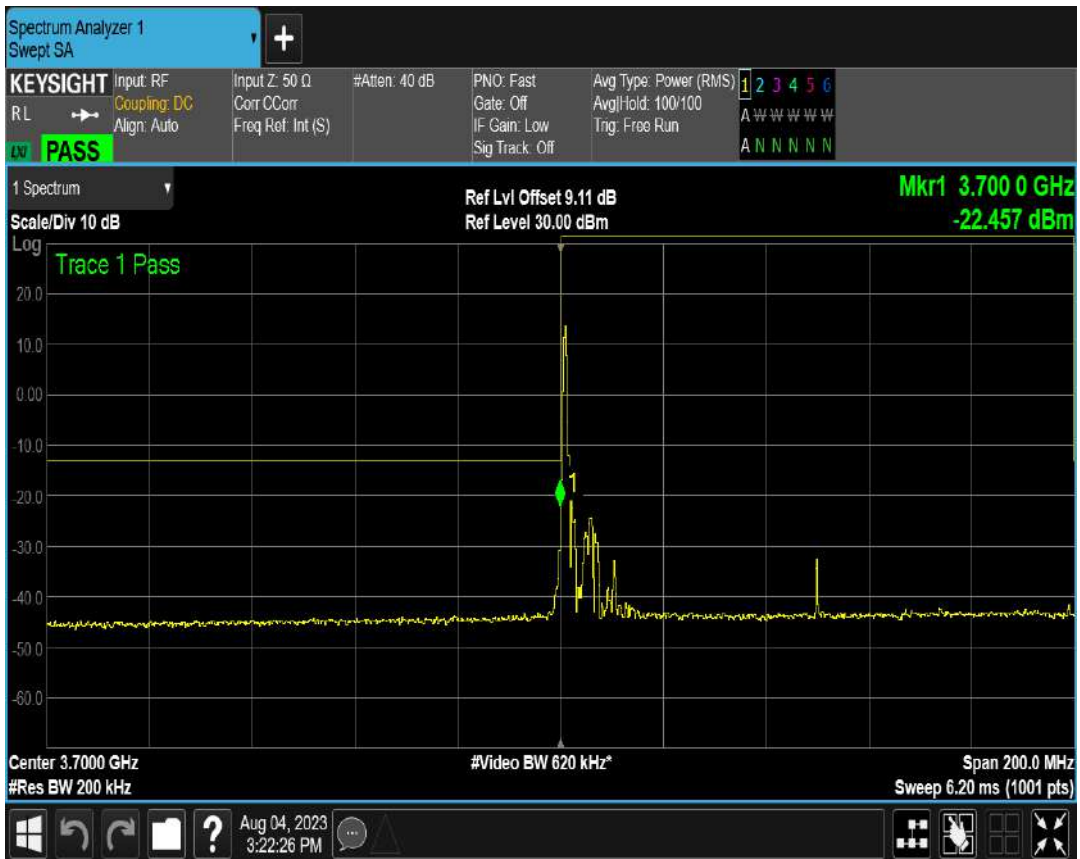 Spectrum Analyzer 1
Swept SA
+
KEYSIGHT Input: RF Input Z: 50 Ω #Atten: 40 dB PNO: Fast Avg Type: Power (RMS) 1 2 3 4 5 6
RL Coupling: DC Corr CCorr Gate: Off Avg|Hold: 100/100 A W W W W W
Align: Auto Freq Ref: Int (S) IF Gain: Low Trig: Free Run
LXI PASS Sig Track: Off A N N N N N
1 Spectrum Ref Lvl Offset 9.11 dB Mkr1 3.700 0 GHz
Scale/Div 10 dB Ref Level 30.00 dBm -22.457 dBm
Log
Trace 1 Pass
20.0
10.0
0.00
-10.0
1
-20.0
-30.0
-40.0
-50.0
-60.0
Center 3.7000 GHz #Video BW 620 kHz* Span 200.0 MHz
#Res BW 200 kHz Sweep 6.20 ms (1001 pts)
? Aug 04, 2023
3:22:26 PM